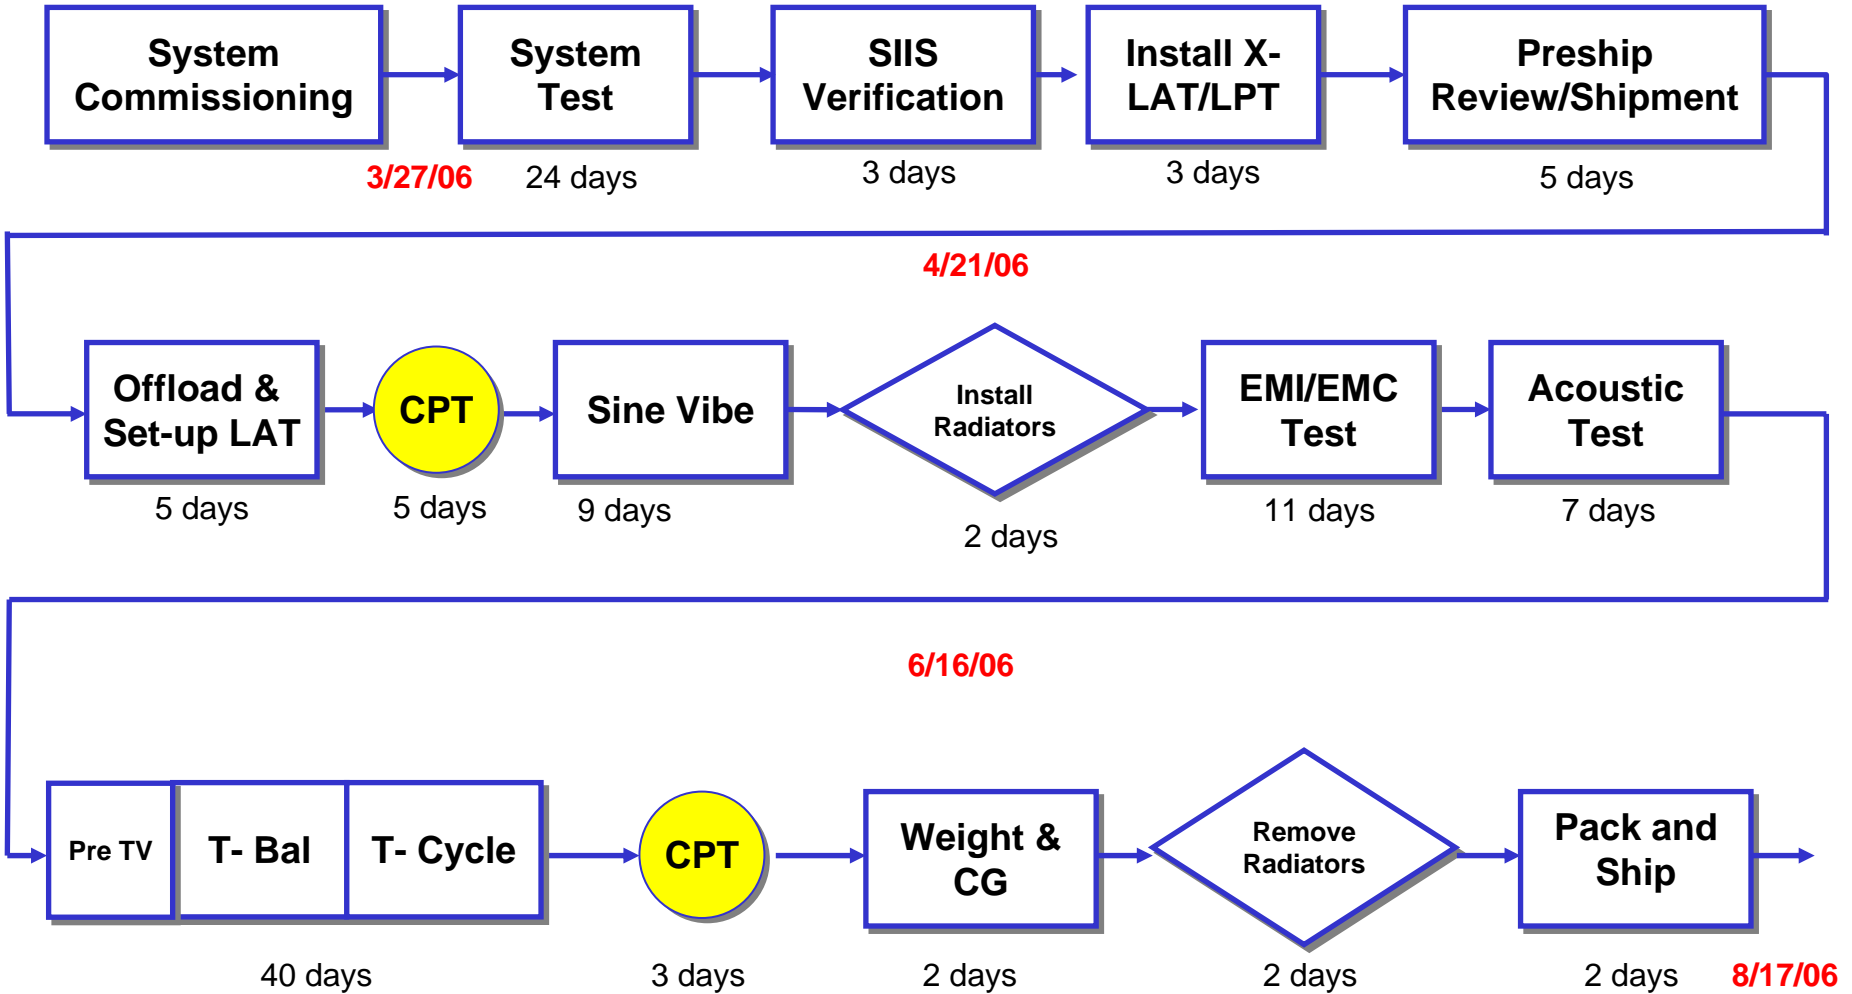 System
Commissioning
System
Test
SIIS
Verification
Install X-
LAT/LPT
Preship
Review/Shipment
3/27/06
24 days
3 days
3 days
5 days
4/21/06
Offload &
Set-up LAT
CPT
Sine Vibe
Install
Radiators
EMI/EMC
Test
Acoustic
Test
5 days
5 days
9 days
2 days
11 days
7 days
6/16/06
Pre TV
T- Bal
T- Cycle
CPT
Weight &
CG
Remove
Radiators
Pack and
Ship
40 days
3 days
2 days
2 days
2 days
8/17/06